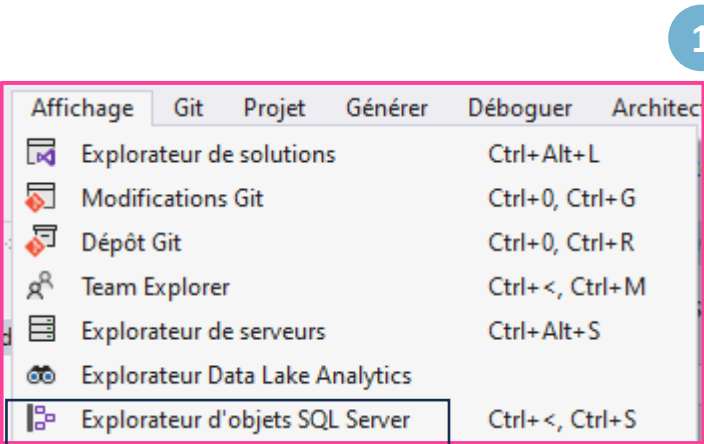 1
Affichage Git Projet Générer Déboguer Architec
Explorateur de solutions Ctrl+Alt+L
Modifications Git Ctrl+0, Ctrl+G
Dépôt Git Ctrl+0, Ctrl+R
Team Explorer Ctrl+<, Ctrl+M
Explorateur de serveurs Ctrl+Alt+S
Explorateur Data Lake Analytics
Explorateur d'objets SQL Server Ctrl+<, Ctrl+S